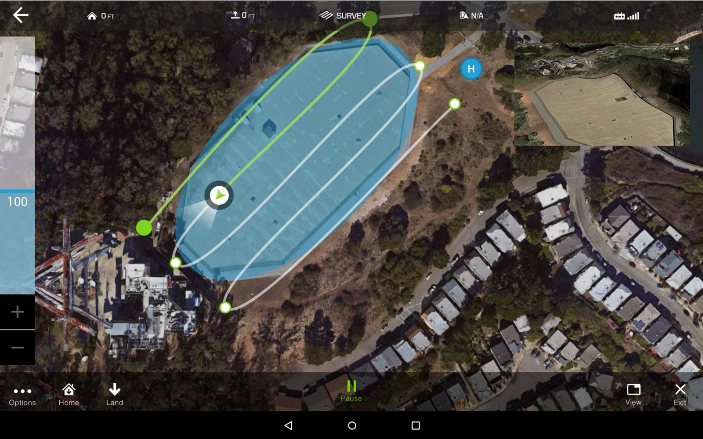 0 FT
0 FT
SURVEY
N/A
H
100
Options
Home
Land
Pause
View
Exit